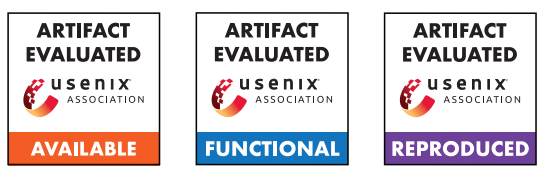 ARTIFACT
EVALUATED
usenix
ASSOCIATION
AVAILABLE
ARTIFACT
EVALUATED
usenix
ASSOCIATION
FUNCTIONAL
ARTIFACT
EVALUATED
usenix
ASSOCIATION
REPRODUCED